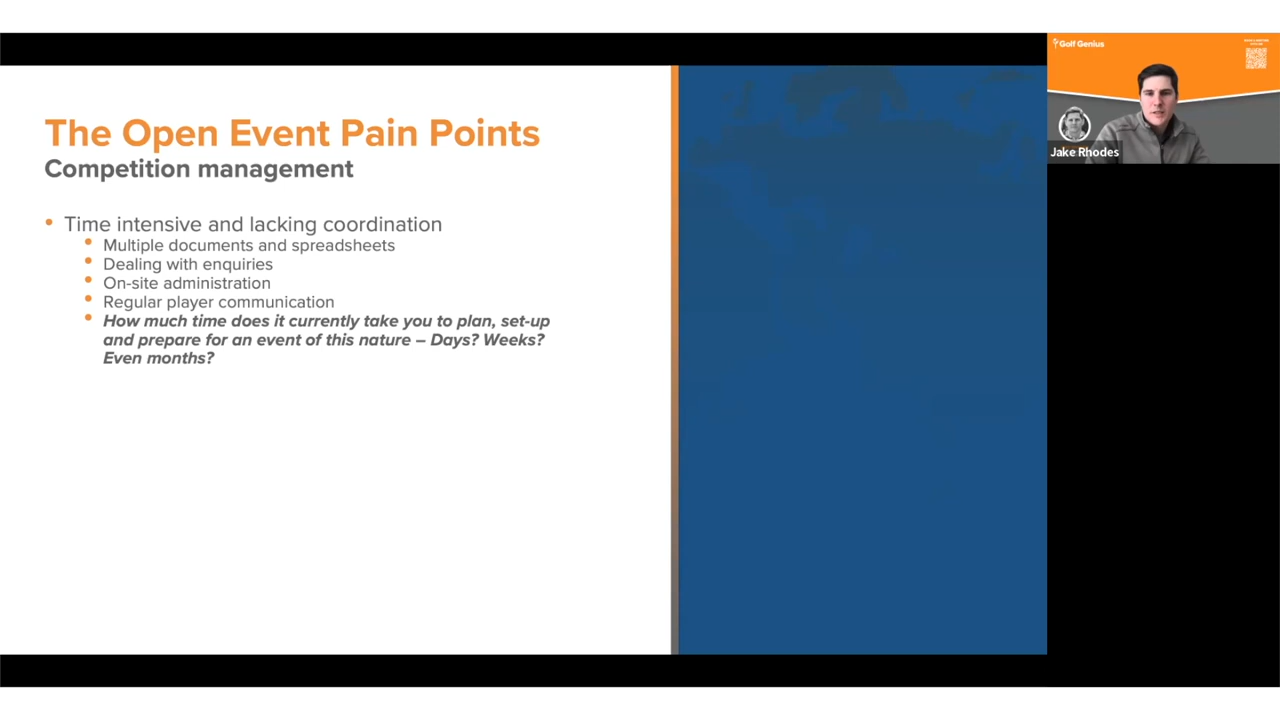 The Open Event Pain Points
Competition management
• Time intensive and lacking coordination
• Multiple documents and spreadsheets
• Dealing with enquiries
• On-site administration
• Regular player communication
• How much time does it currently take you to plan, set-up
and prepare for an event of this nature – Days? Weeks?
Even months?
Golf Genius
Jake Rhodes